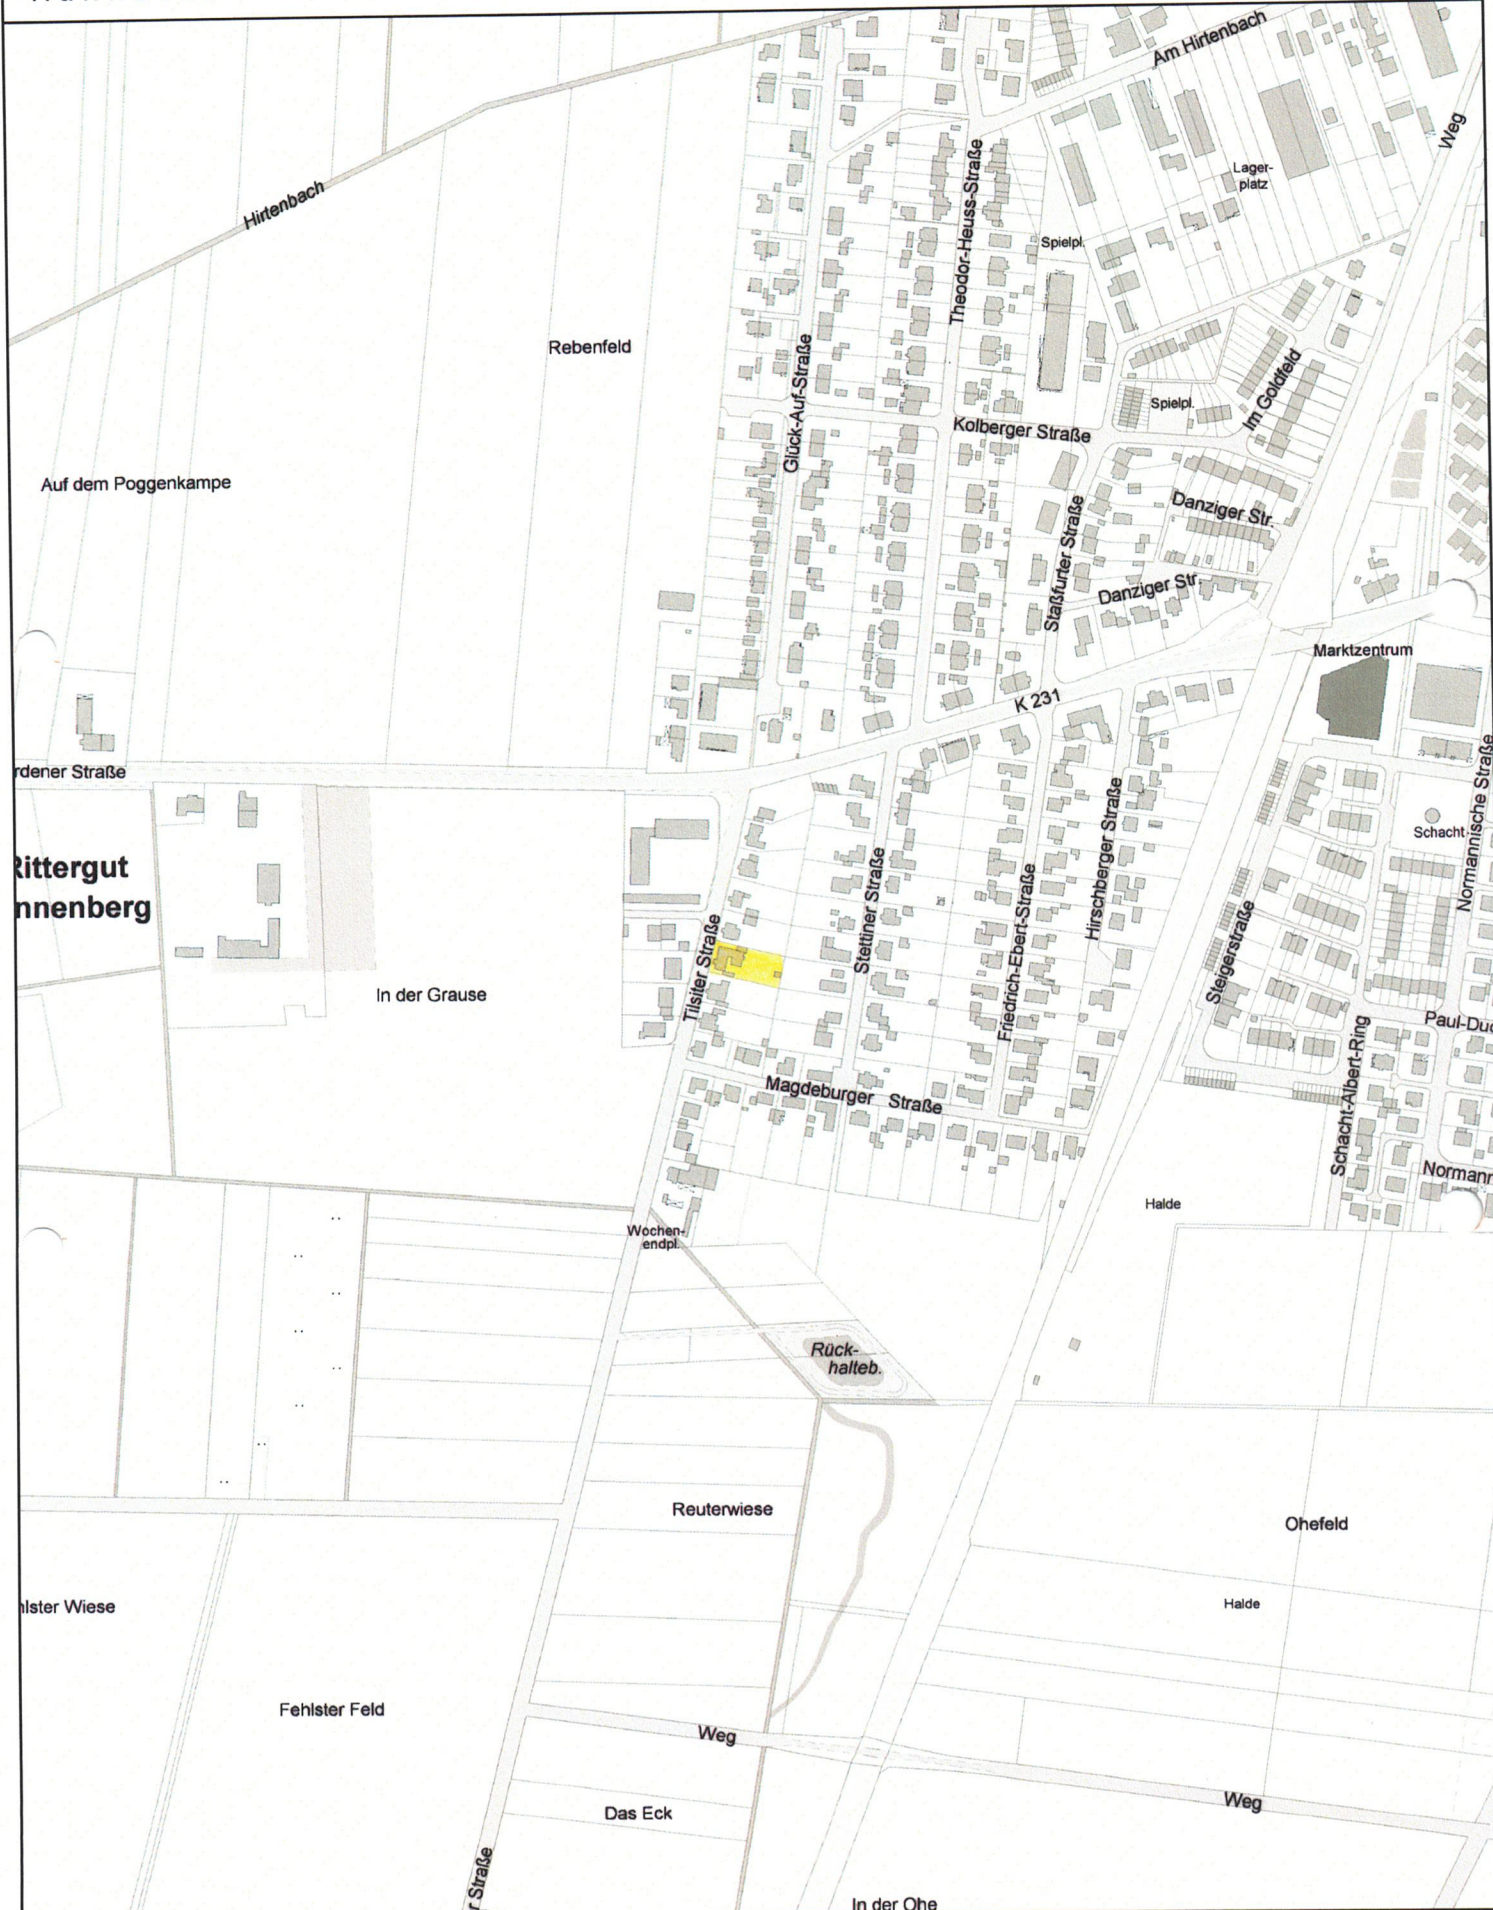 Am Hirtenbach
Weg
Hirtenbach
Theodor-Heuss-Straße
Lager-
platz
Spielpl.
Rebenfeld
Glück-Auf-Straße
Im Goldfeld
Spielpl.
Kolberger Straße
Auf dem Poggenkampe
Danziger Str.
Staßfurter Straße
Danziger Str.
Marktzentrum
K 231
rdener Straße
Normannische Straße
Hirschberger Straße
Schacht
Rittergut
nnenberg
Stettiner Straße
Friedrich-Ebert-Straße
Steigerstraße
Tilsiter Straße
In der Grause
Paul-Duc
Schacht-Albert-Ring
Magdeburger Straße
Normann
Halde
Wochen-
endpl.
Rück-
halteb.
Reuterwiese
Ohefeld
Halde
hlster Wiese
Fehlster Feld
Weg
Weg
Das Eck
r Straße
In der Ohe